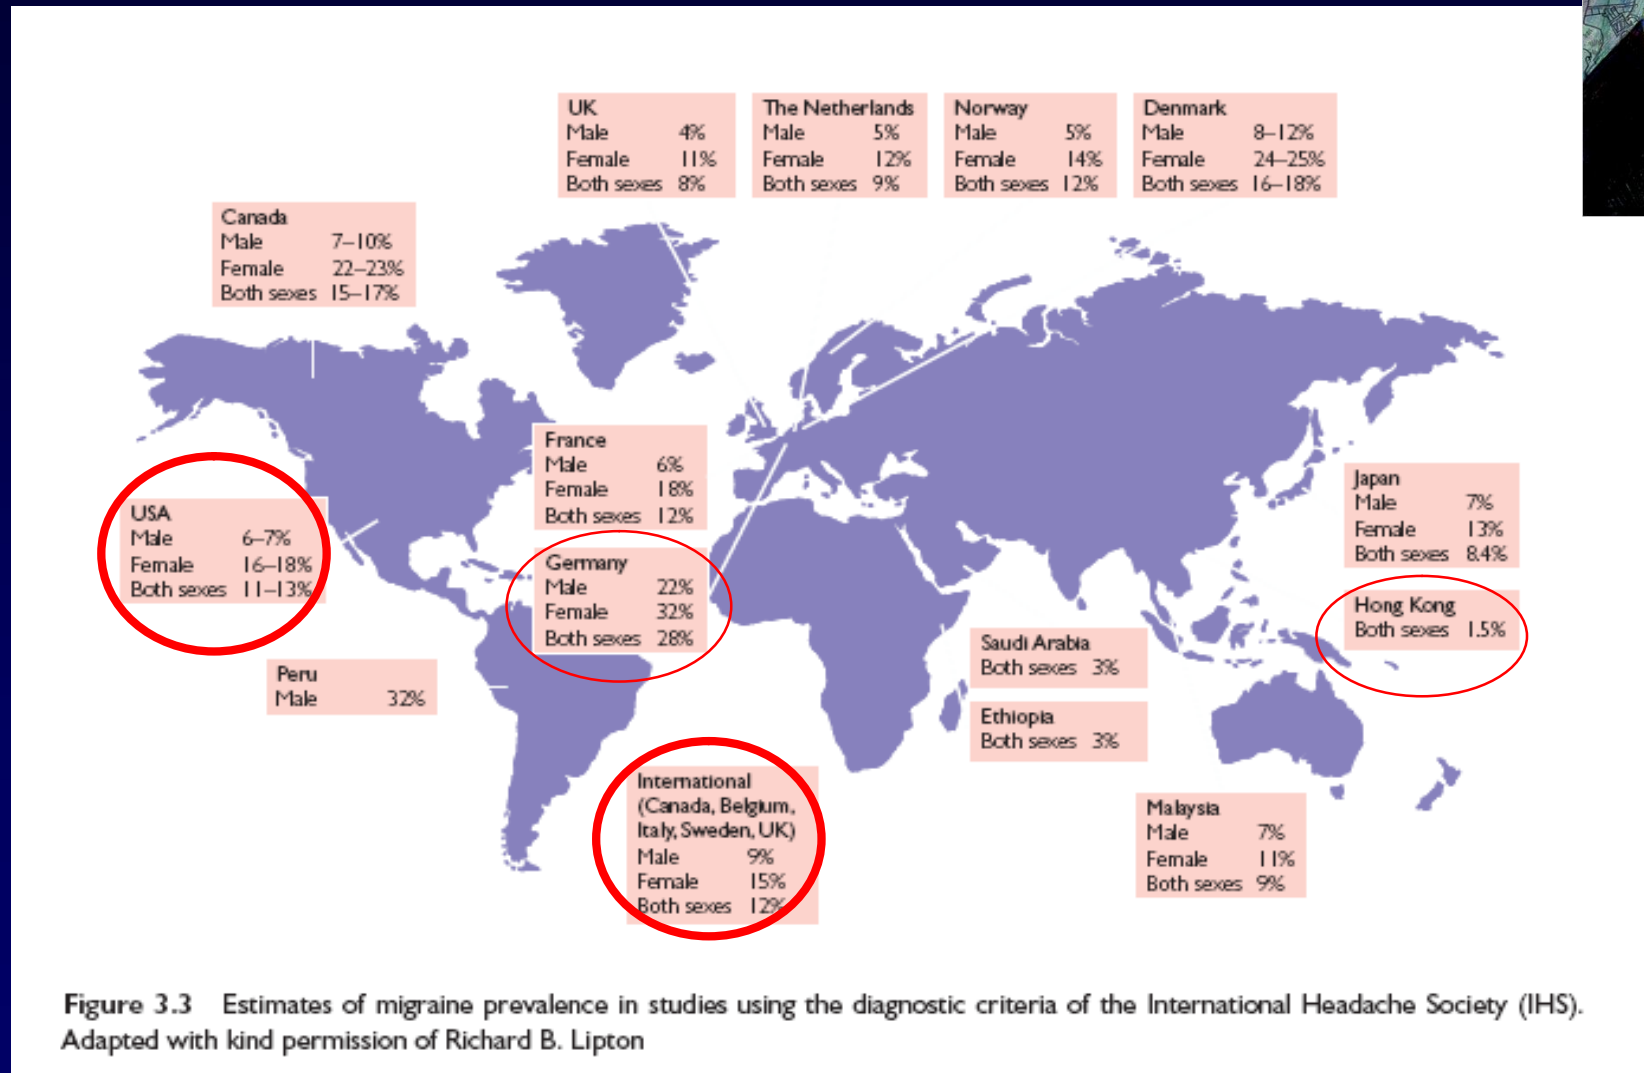 UK
Male 4%
Female 11%
Both sexes 8%
The Netherlands
Male 5%
Female 12%
Both sexes 9%
Norway
Male 5%
Female 14%
Both sexes 12%
Denmark
Male 8–12%
Female 24–25%
Both sexes 16–18%
Canada
Male 7–10%
Female 22–23%
Both sexes 15–17%
France
Male 6%
Female 18%
Both sexes 12%
USA
Male 6–7%
Female 16–18%
Both sexes 11–13%
Germany
Male 22%
Female 32%
Both sexes 28%
Japan
Male 7%
Female 13%
Both sexes 8.4%
Hong Kong
Both sexes 1.5%
Saudi Arabia
Both sexes 3%
Peru
Male 32%
Ethiopia
Both sexes 3%
International
(Canada, Belgium,
Italy, Sweden, UK)
Male 9%
Female 15%
Both sexes 12%
Malaysia
Male 7%
Female 11%
Both sexes 9%
Figure 3.3 Estimates of migraine prevalence in studies using the diagnostic criteria of the International Headache Society (IHS).
Adapted with kind permission of Richard B. Lipton